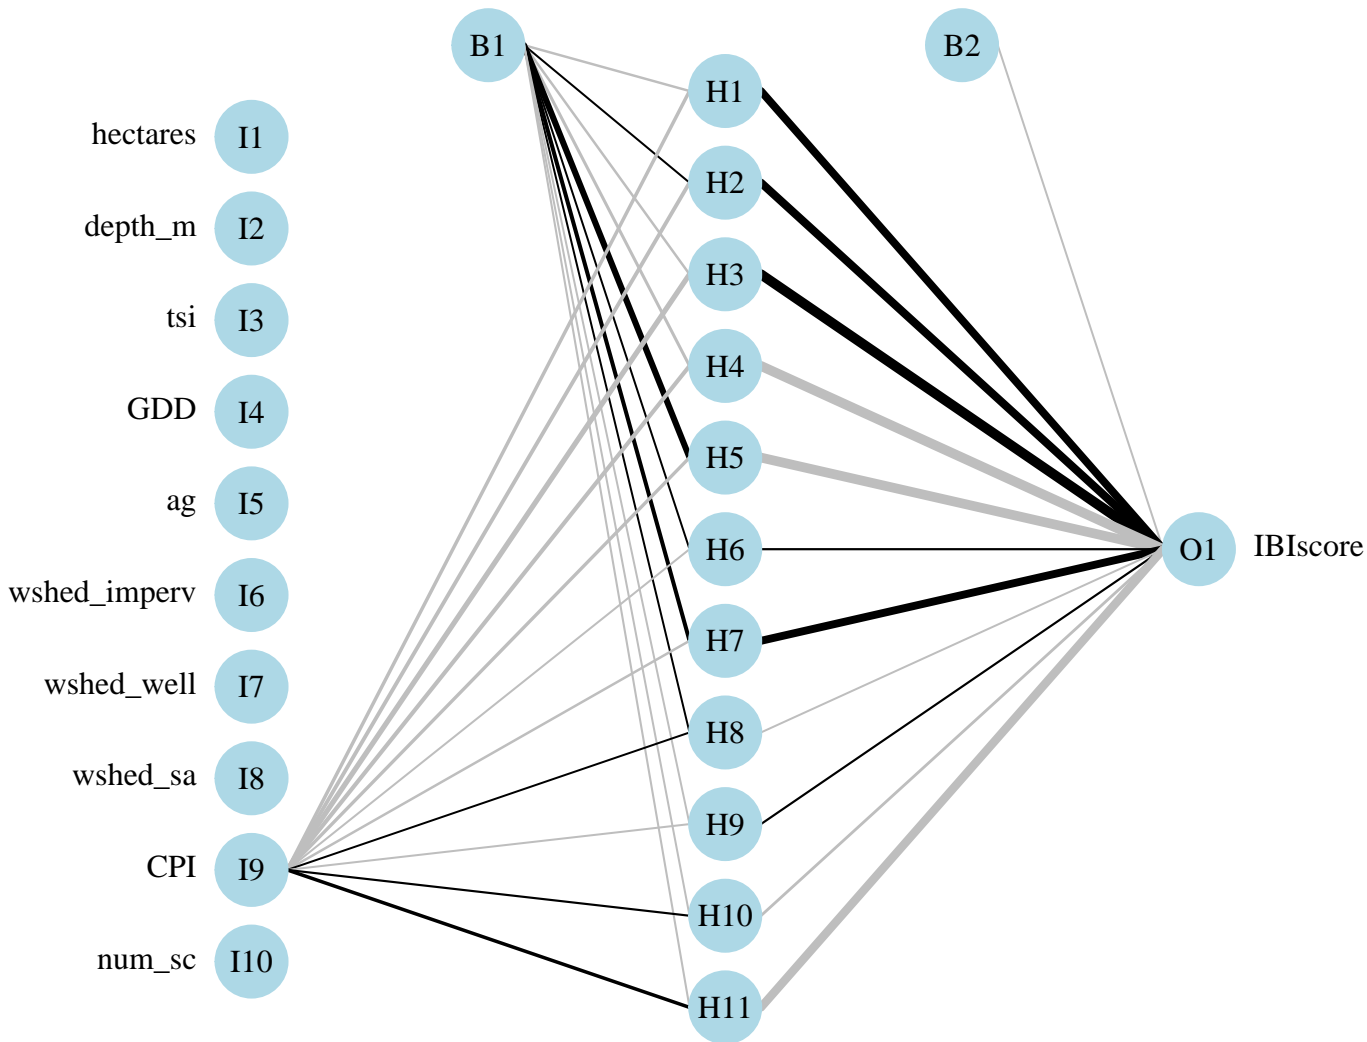 B1
B2
H1
hectares I1
H2
depth_m I2
H3
tsi I3
H4
GDD I4
H5
ag I5
H6
O1 IBIscore
wshed_imperv I6
H7
wshed_well I7
H8
wshed_sa I8
H9
CPI I9
H10
num_sc I10
H11